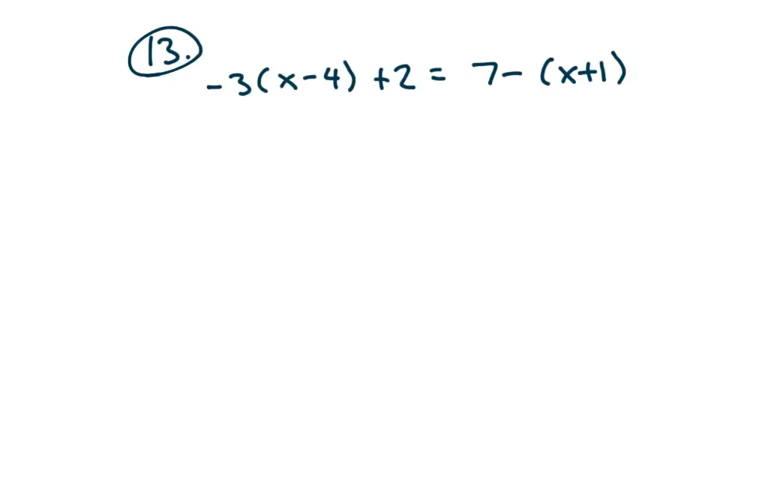 13. -3(x-4) +2 = 7- (x+1)